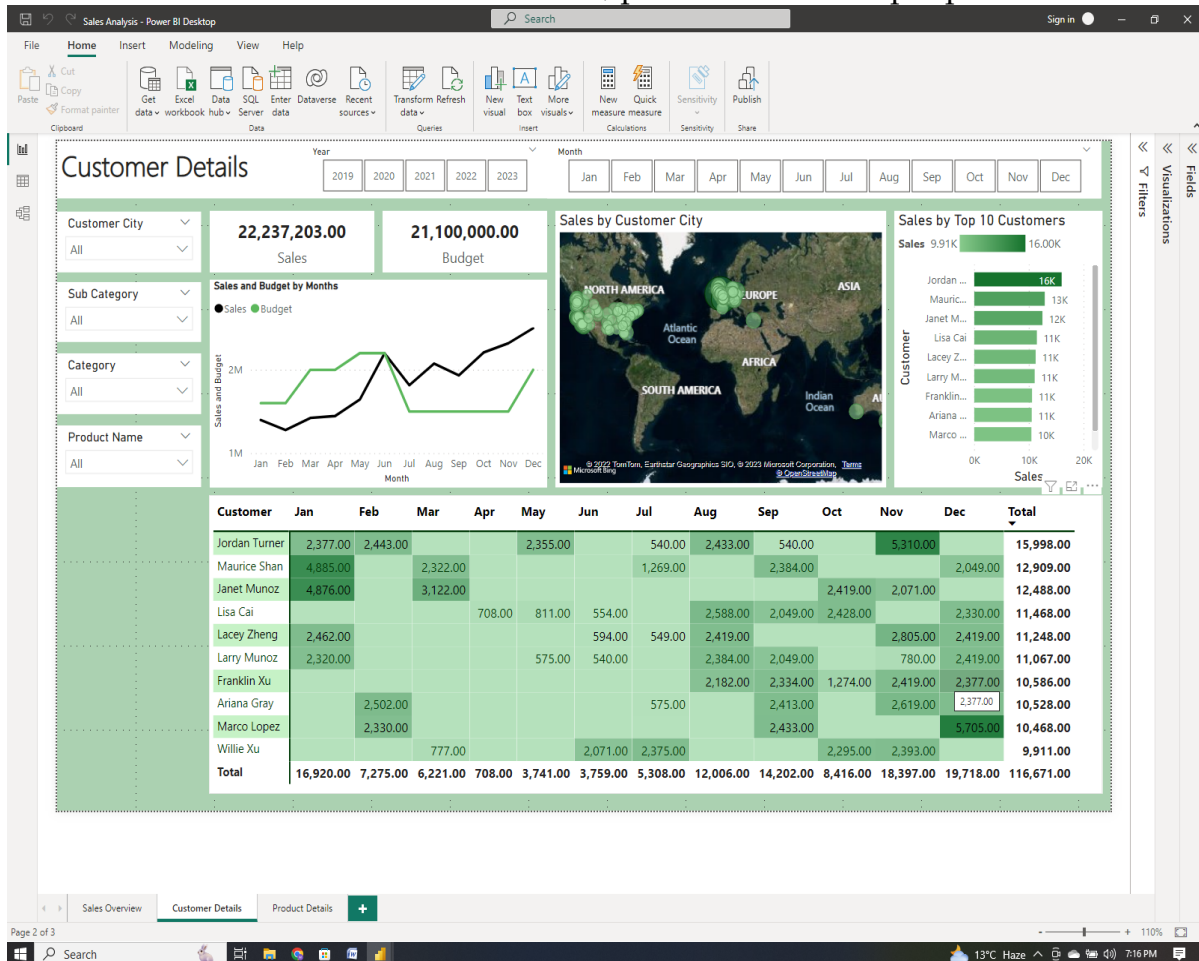 Sales Analysis - Power BI Desktop
Search
Sign in
File Home Insert Modeling View Help
Paste
Cut
Copy
Format painter
Get data
Excel workbook
Data hub
SQL Server
Enter data
Dataverse
Recent sources
Transform data
Refresh
New visual
Text box
More visuals
New measure
Quick measure
Sensitivity
Publish
Clipboard Data Queries Insert Calculations Sensitivity Share
Customer Details
Year
2019 2020 2021 2022 2023
Month
Jan Feb Mar Apr May Jun Jul Aug Sep Oct Nov Dec
Filters
Visualizations
Fields
Customer City
All
Sub Category
All
Category
All
Product Name
All
22,237,203.00
Sales
21,100,000.00
Budget
Sales and Budget by Months
Sales Budget
Sales and Budget
2M
1M
Jan Feb Mar Apr May Jun Jul Aug Sep Oct Nov Dec
Month
Sales by Customer City
NORTH AMERICA
EUROPE
ASIA
Atlantic Ocean
AFRICA
SOUTH AMERICA
Indian Ocean
AU
Microsoft Bing
© 2022 TomTom, Earthstar Geographics SIO, © 2023 Microsoft Corporation, Terms
© OpenStreetMap
Sales by Top 10 Customers
Sales 9.91K 16.00K
Customer
Jordan ... 16K
Mauric... 13K
Janet M... 12K
Lisa Cai 11K
Lacey Z... 11K
Larry M... 11K
Franklin... 11K
Ariana ... 11K
Marco ... 10K
0K 10K 20K
Sales
Customer Jan Feb Mar Apr May Jun Jul Aug Sep Oct Nov Dec Total
Jordan Turner 2,377.00 2,443.00 2,355.00 540.00 2,433.00 540.00 5,310.00 15,998.00
Maurice Shan 4,885.00 2,322.00 1,269.00 2,384.00 2,049.00 12,909.00
Janet Munoz 4,876.00 3,122.00 2,419.00 2,071.00 12,488.00
Lisa Cai 708.00 811.00 554.00 2,588.00 2,049.00 2,428.00 2,330.00 11,468.00
Lacey Zheng 2,462.00 594.00 549.00 2,419.00 2,805.00 2,419.00 11,248.00
Larry Munoz 2,320.00 575.00 540.00 2,384.00 2,049.00 780.00 2,419.00 11,067.00
Franklin Xu 2,182.00 2,334.00 1,274.00 2,419.00 2,377.00 10,586.00
Ariana Gray 2,502.00 575.00 2,413.00 2,619.00 2,377.00 10,528.00
Marco Lopez 2,330.00 2,433.00 5,705.00 10,468.00
Willie Xu 777.00 2,071.00 2,375.00 2,295.00 2,393.00 9,911.00
Total 16,920.00 7,275.00 6,221.00 708.00 3,741.00 3,759.00 5,308.00 12,006.00 14,202.00 8,416.00 18,397.00 19,718.00 116,671.00
Sales Overview Customer Details Product Details
Page 2 of 3
110%
Search
13°C Haze
7:16 PM